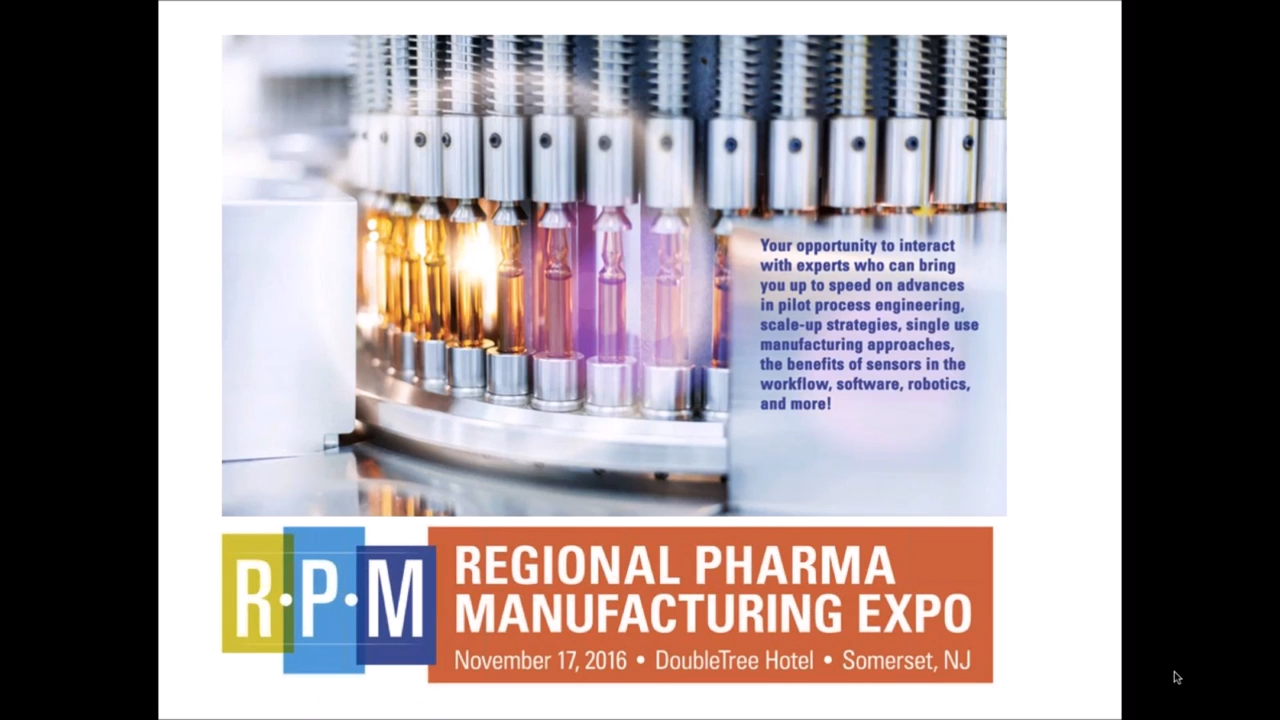 Your opportunity to interact
with experts who can bring
you up to speed on advances
in pilot process engineering,
scale-up strategies, single use
manufacturing approaches,
the benefits of sensors in the
workflow, software, robotics,
and more!
R•P•M
REGIONAL PHARMA
MANUFACTURING EXPO
November 17, 2016 • DoubleTree Hotel • Somerset, NJ